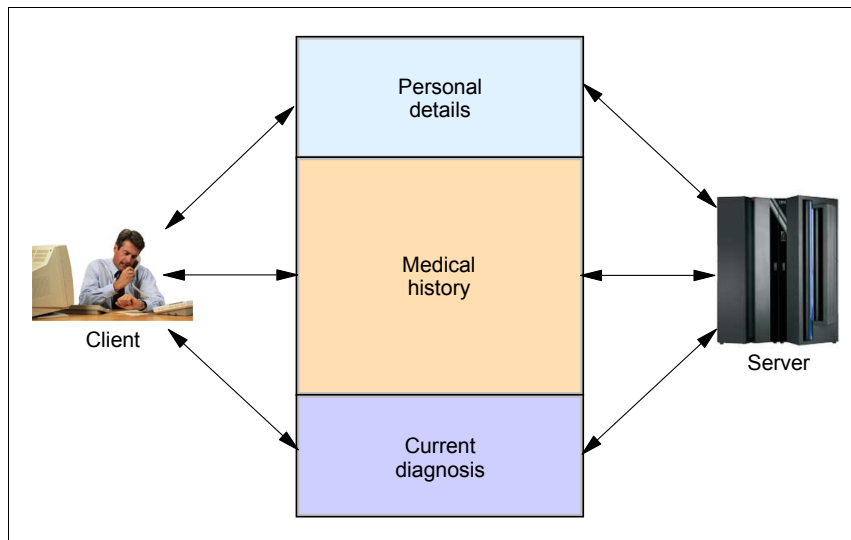 Personal
details
Medical
history
Client
Server
Current
diagnosis